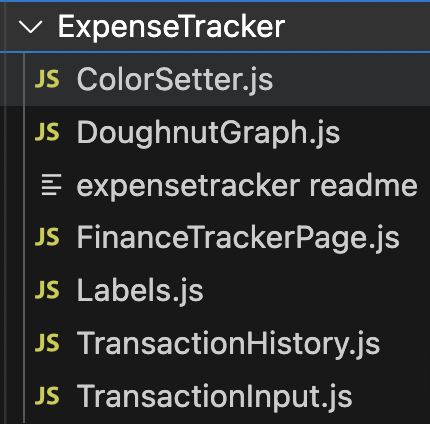 ExpenseTracker
JS ColorSetter.js
JS DoughnutGraph.js
expensetracker readme
JS FinanceTrackerPage.js
JS Labels.js
JS TransactionHistory.js
JS TransactionInput.js